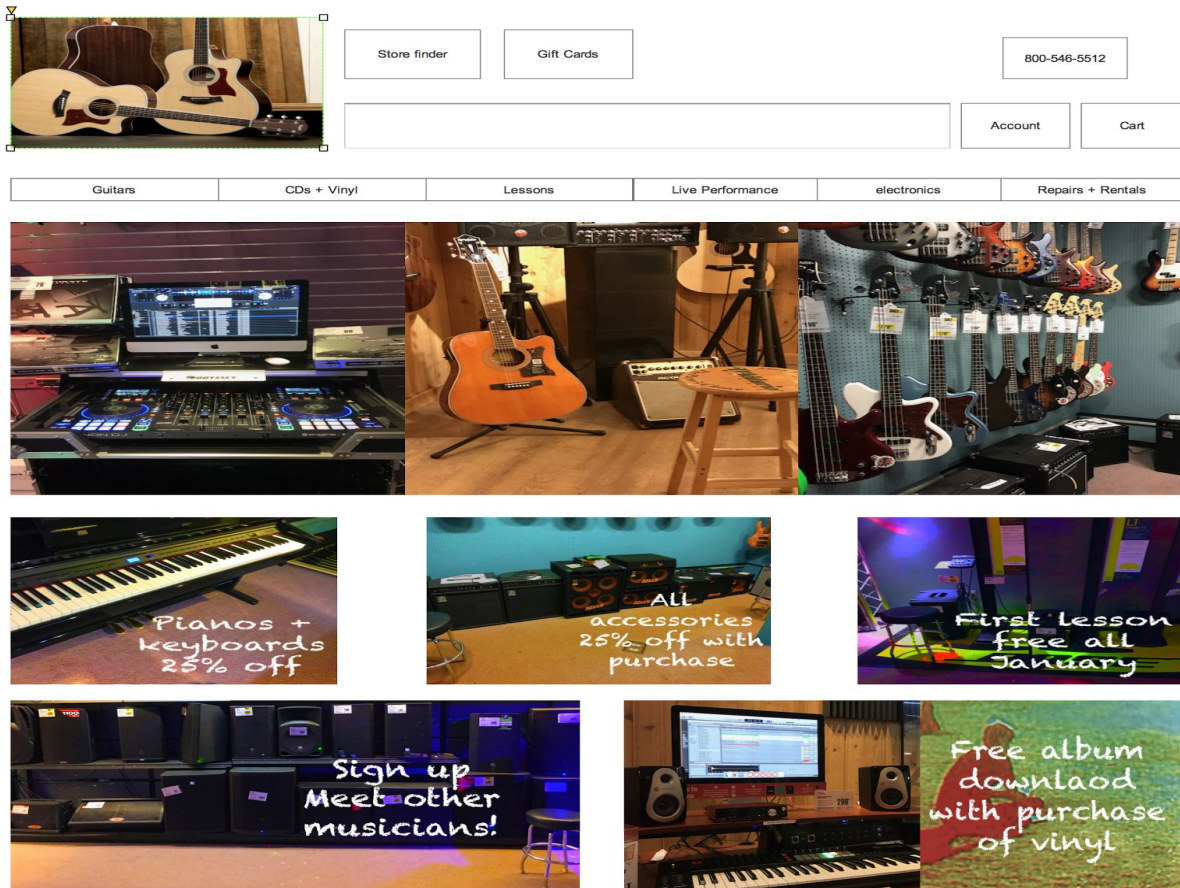 Store finder
Gift Cards
800-546-5512
Account
Cart
Guitars
CDs + Vinyl
Lessons
Live Performance
electronics
Repairs + Rentals
Pianos +
keyboards
25% off
All
accessories
25% off with
purchase
First lesson
free all
January
Sign up
Meet other
musicians!
Free album
downlaod
with purchase
of vinyl